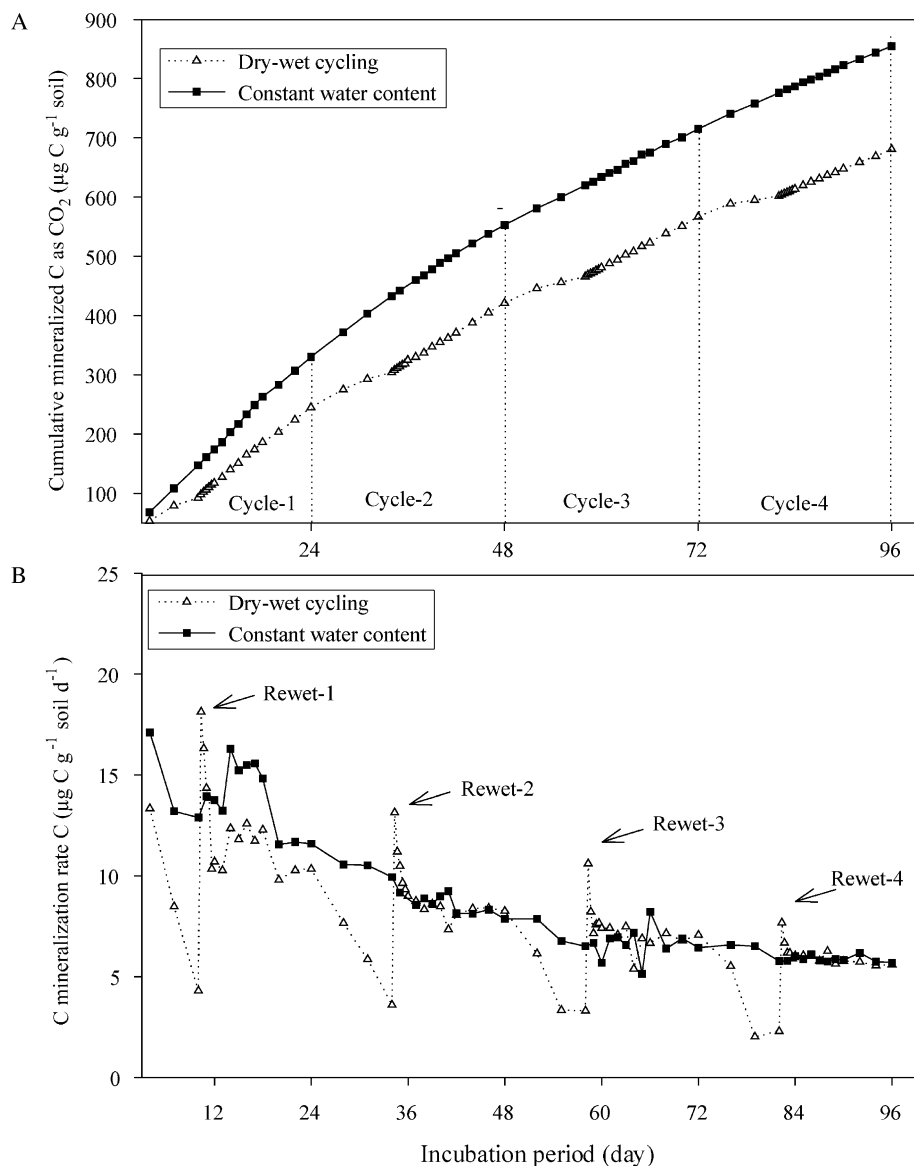 A
900
800
700
600
500
400
300
200
100
Cumulative mineralized C as CO₂ (µg C g⁻¹ soil)
Dry-wet cycling
Constant water content
Cycle-1
Cycle-2
Cycle-3
Cycle-4
24
48
72
96
B
25
20
15
10
5
0
C mineralization rate C (µg C g⁻¹ soil d⁻¹)
Dry-wet cycling
Constant water content
Rewet-1
Rewet-2
Rewet-3
Rewet-4
12
24
36
48
60
72
84
96
Incubation period (day)